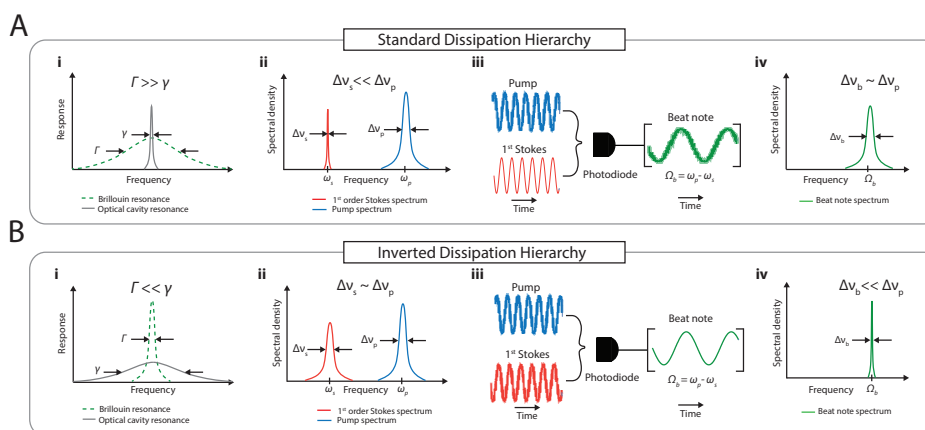 A
Standard Dissipation Hierarchy
i
Γ >> γ
Response
γ
Γ
Frequency
Brillouin resonance
Optical cavity resonance
ii
Δνs << Δνp
Spectral density
Δνs
Δνp
ωs
Frequency
ωp
1st order Stokes spectrum
Pump spectrum
iii
Pump
1st Stokes
Time
Photodiode
Beat note
Ωb = ωp - ωs
Time
iv
Δνb ~ Δνp
Spectral density
Δνb
Frequency
Ωb
Beat note spectrum
B
Inverted Dissipation Hierarchy
i
Γ << γ
Response
Γ
γ
Frequency
Brillouin resonance
Optical cavity resonance
ii
Δνs ~ Δνp
Spectral density
Δνs
Δνp
ωs
Frequency
ωp
1st order Stokes spectrum
Pump spectrum
iii
Pump
1st Stokes
Time
Photodiode
Beat note
Ωb = ωp - ωs
Time
iv
Δνb << Δνp
Spectral density
Δνb
Frequency
Ωb
Beat note spectrum